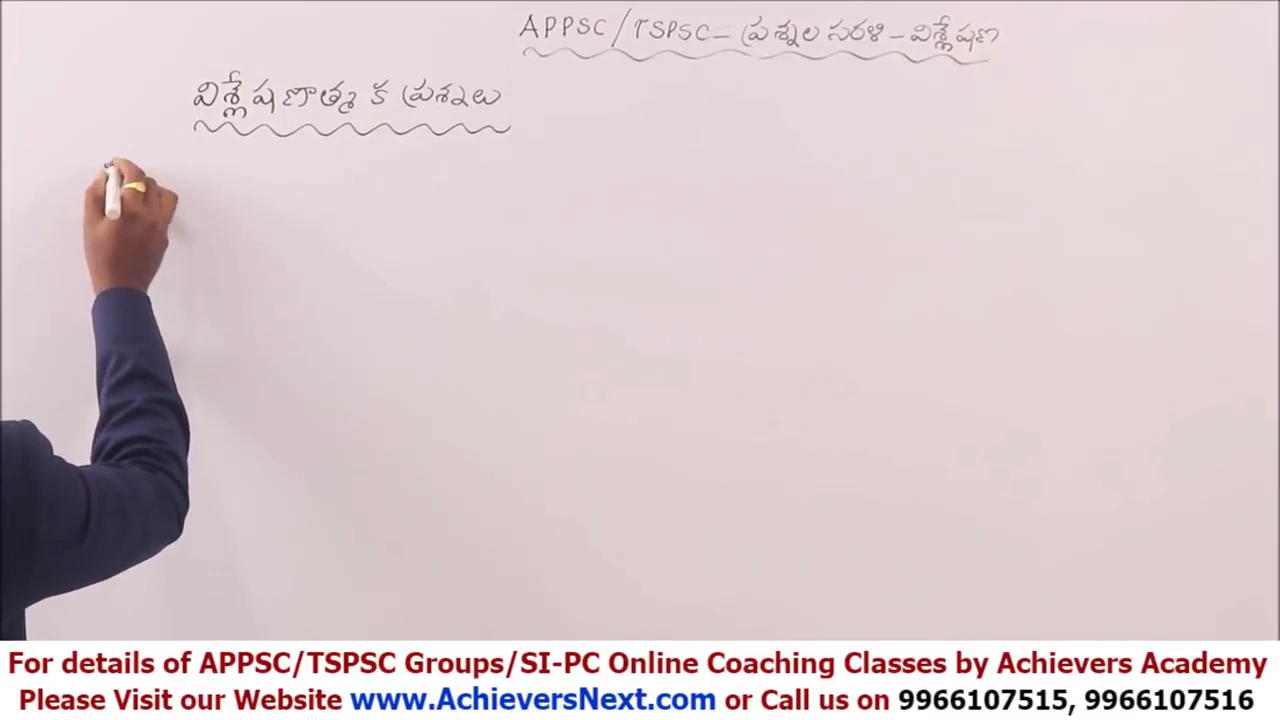 APPSC/TSPSC - ప్రశ్నల సరళి - విశ్లేషణ
విశ్లేషణాత్మక ప్రశ్నలు
For details of APPSC/TSPSC Groups/SI-PC Online Coaching Classes by Achievers Academy
Please Visit our Website www.AchieversNext.com or Call us on 9966107515, 9966107516